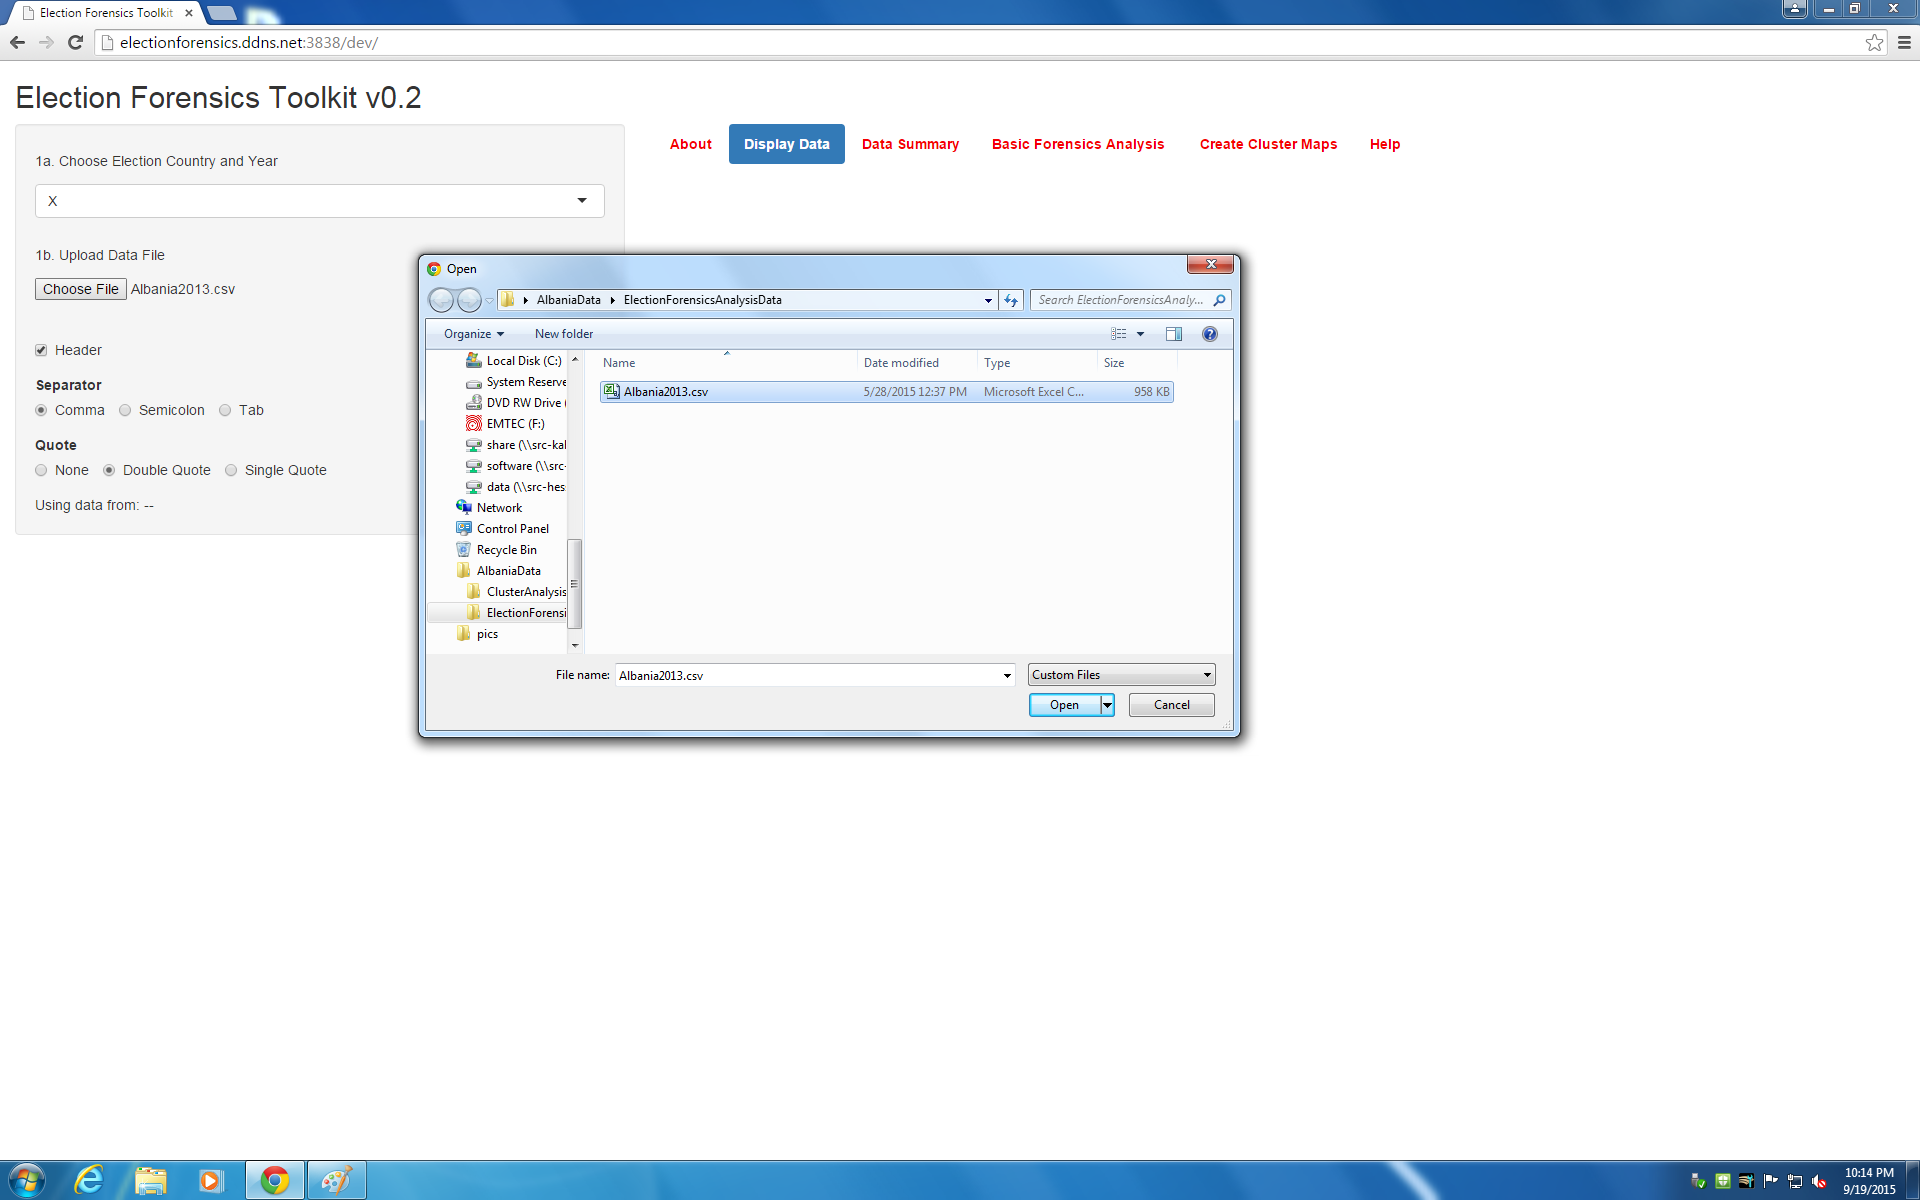 Election Forensics Toolkit
electionforensics.ddns.net:3838/dev/
Election Forensics Toolkit v0.2
About Display Data Data Summary Basic Forensics Analysis Create Cluster Maps Help
1a. Choose Election Country and Year
X
1b. Upload Data File
Choose File Albania2013.csv
Header
Separator
Comma Semicolon Tab
Quote
None Double Quote Single Quote
Using data from: --
Open
AlbaniaData ElectionForensicsAnalysisData
Search ElectionForensicsAnaly...
Organize New folder
Name Date modified Type Size
Albania2013.csv 5/28/2015 12:37 PM Microsoft Excel C... 958 KB
Local Disk (C:)
System Reserve
DVD RW Drive (
EMTEC (F:)
share (\\src-kal
software (\\src-
data (\\src-hes
Network
Control Panel
Recycle Bin
AlbaniaData
ClusterAnalysis
ElectionForensi
pics
File name: Albania2013.csv
Custom Files
Open Cancel
10:14 PM
9/19/2015